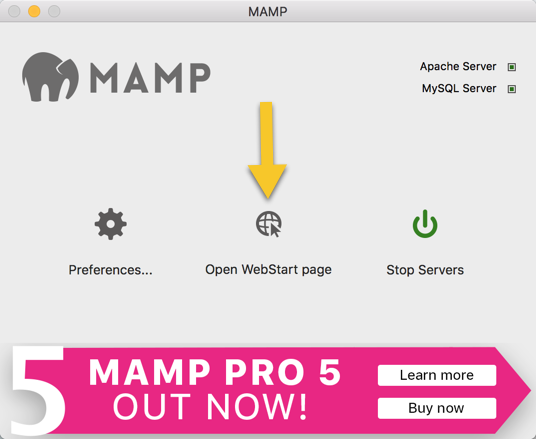 MAMP
MAMP
Apache Server
MySQL Server
Preferences...
Open WebStart page
Stop Servers
5
MAMP PRO 5
OUT NOW!
Learn more
Buy now